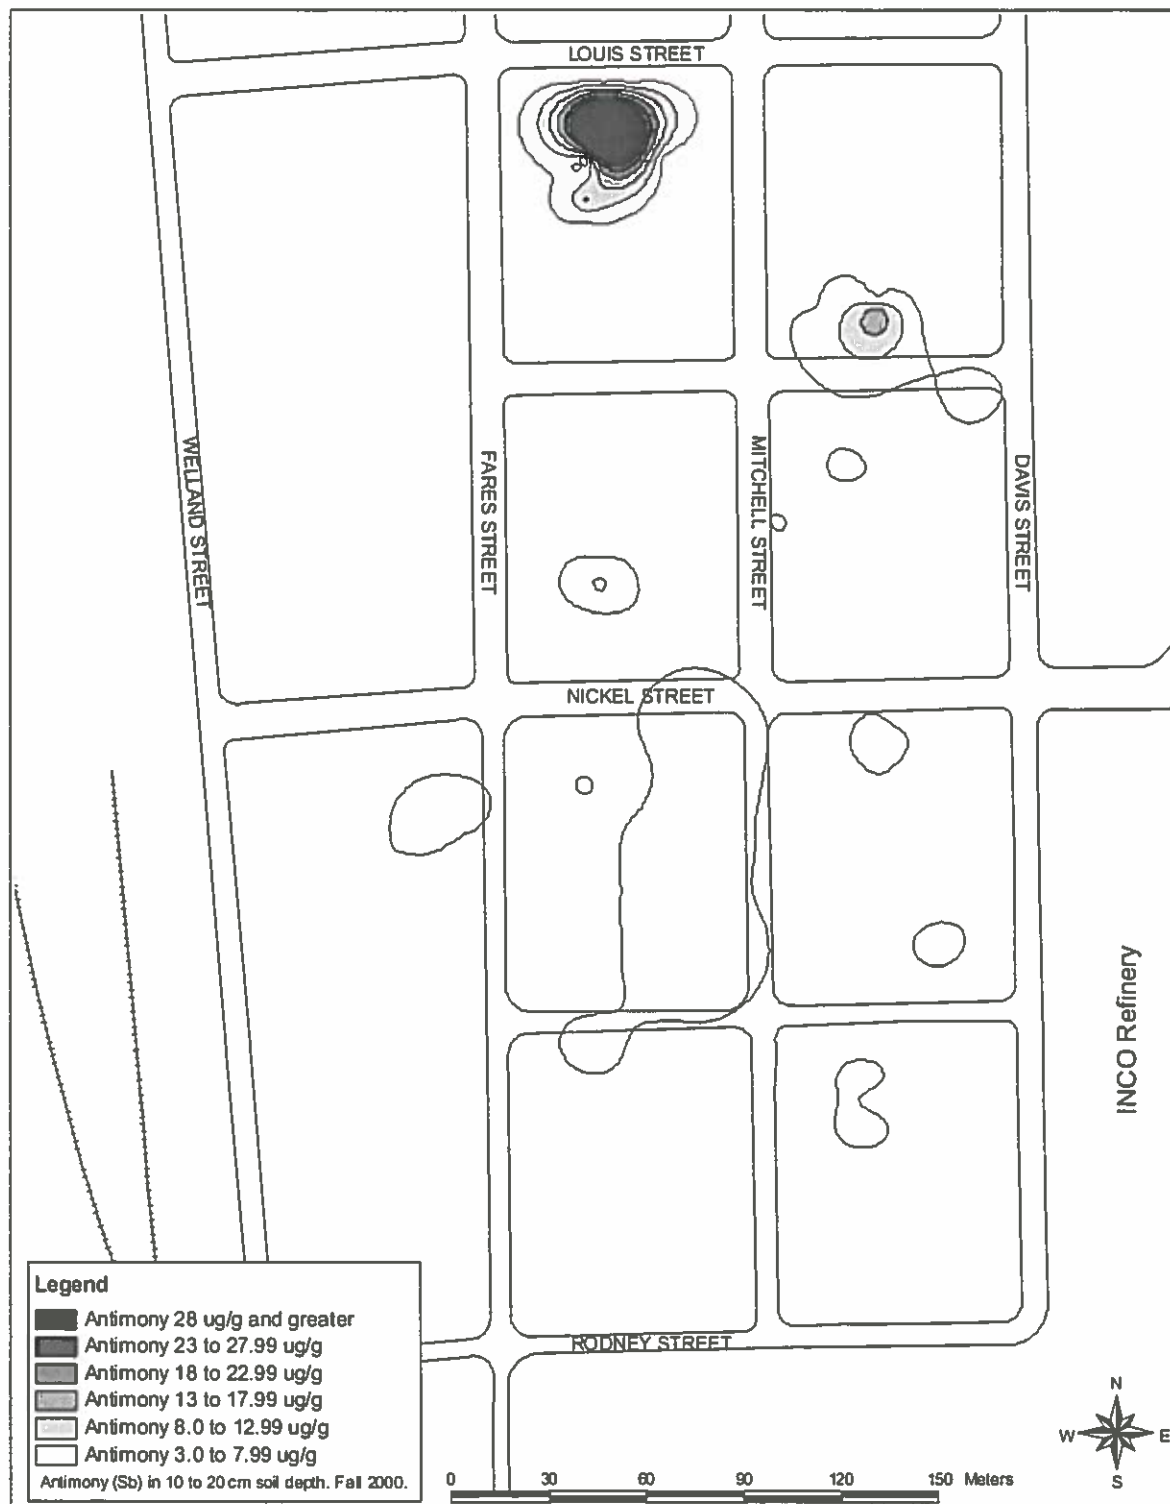 LOUIS STREET
WELLAND STREET
FARES STREET
MITCHELL STREET
DAVIS STREET
NICKEL STREET
INCO Refinery
RODNEY STREET
Legend
Antimony 28 ug/g and greater
Antimony 23 to 27.99 ug/g
Antimony 18 to 22.99 ug/g
Antimony 13 to 17.99 ug/g
Antimony 8.0 to 12.99 ug/g
Antimony 3.0 to 7.99 ug/g
Antimony (Sb) in 10 to 20 cm soil depth. Fall 2000.
0 30 60 90 120 150 Meters
N
W E
S